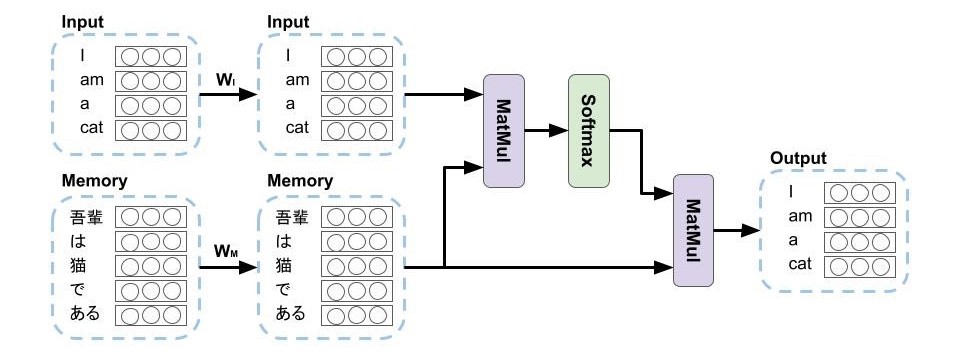 Input
I
am
a
cat
W_I
Input
I
am
a
cat
MatMul
Softmax
Memory
吾輩
は
猫
で
ある
W_M
Memory
吾輩
は
猫
で
ある
MatMul
Output
I
am
a
cat